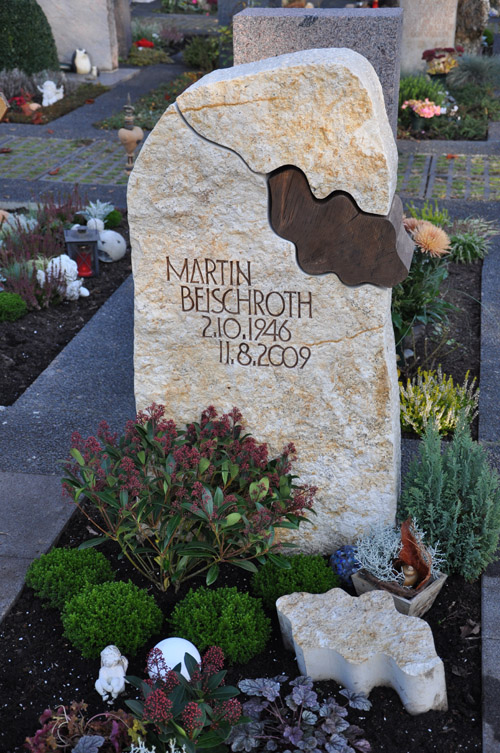 MARTIN
BEISCHROTH
2.10.1946
11.8.2009